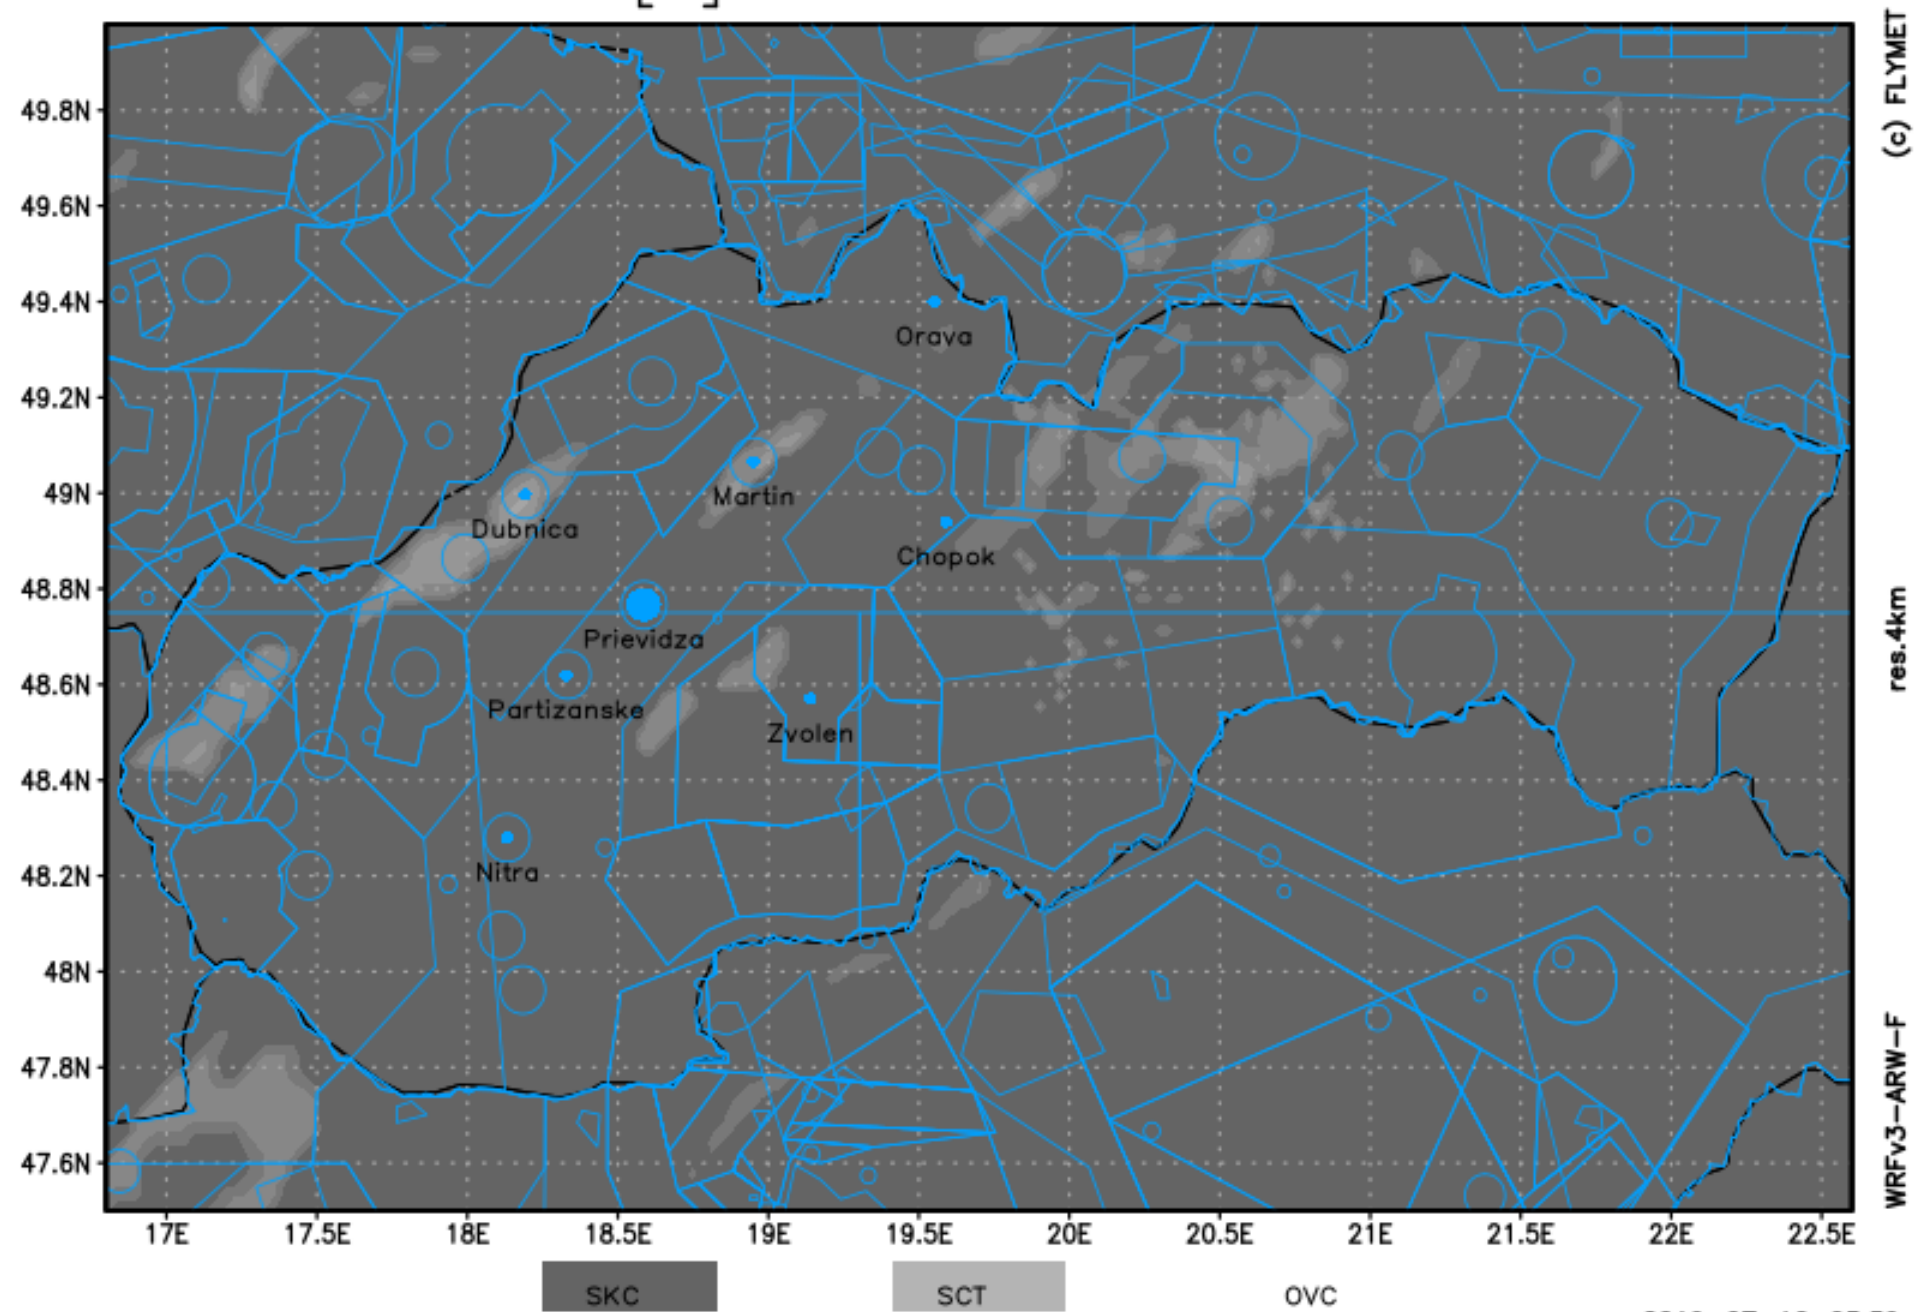 (c) FLYMET
49.8N
49.6N
49.4N
Orava
49.2N
Martin
49N
Dubnica
Chopok
48.8N
res.4km
Prievidza
48.6N
Partizanske
Zvolen
48.4N
Nitra
48.2N
48N
47.8N
WRFv3-ARW-F
47.6N
17E 17.5E 18E 18.5E 19E 19.5E 20E 20.5E 21E 21.5E 22E 22.5E
SKC SCT OVC